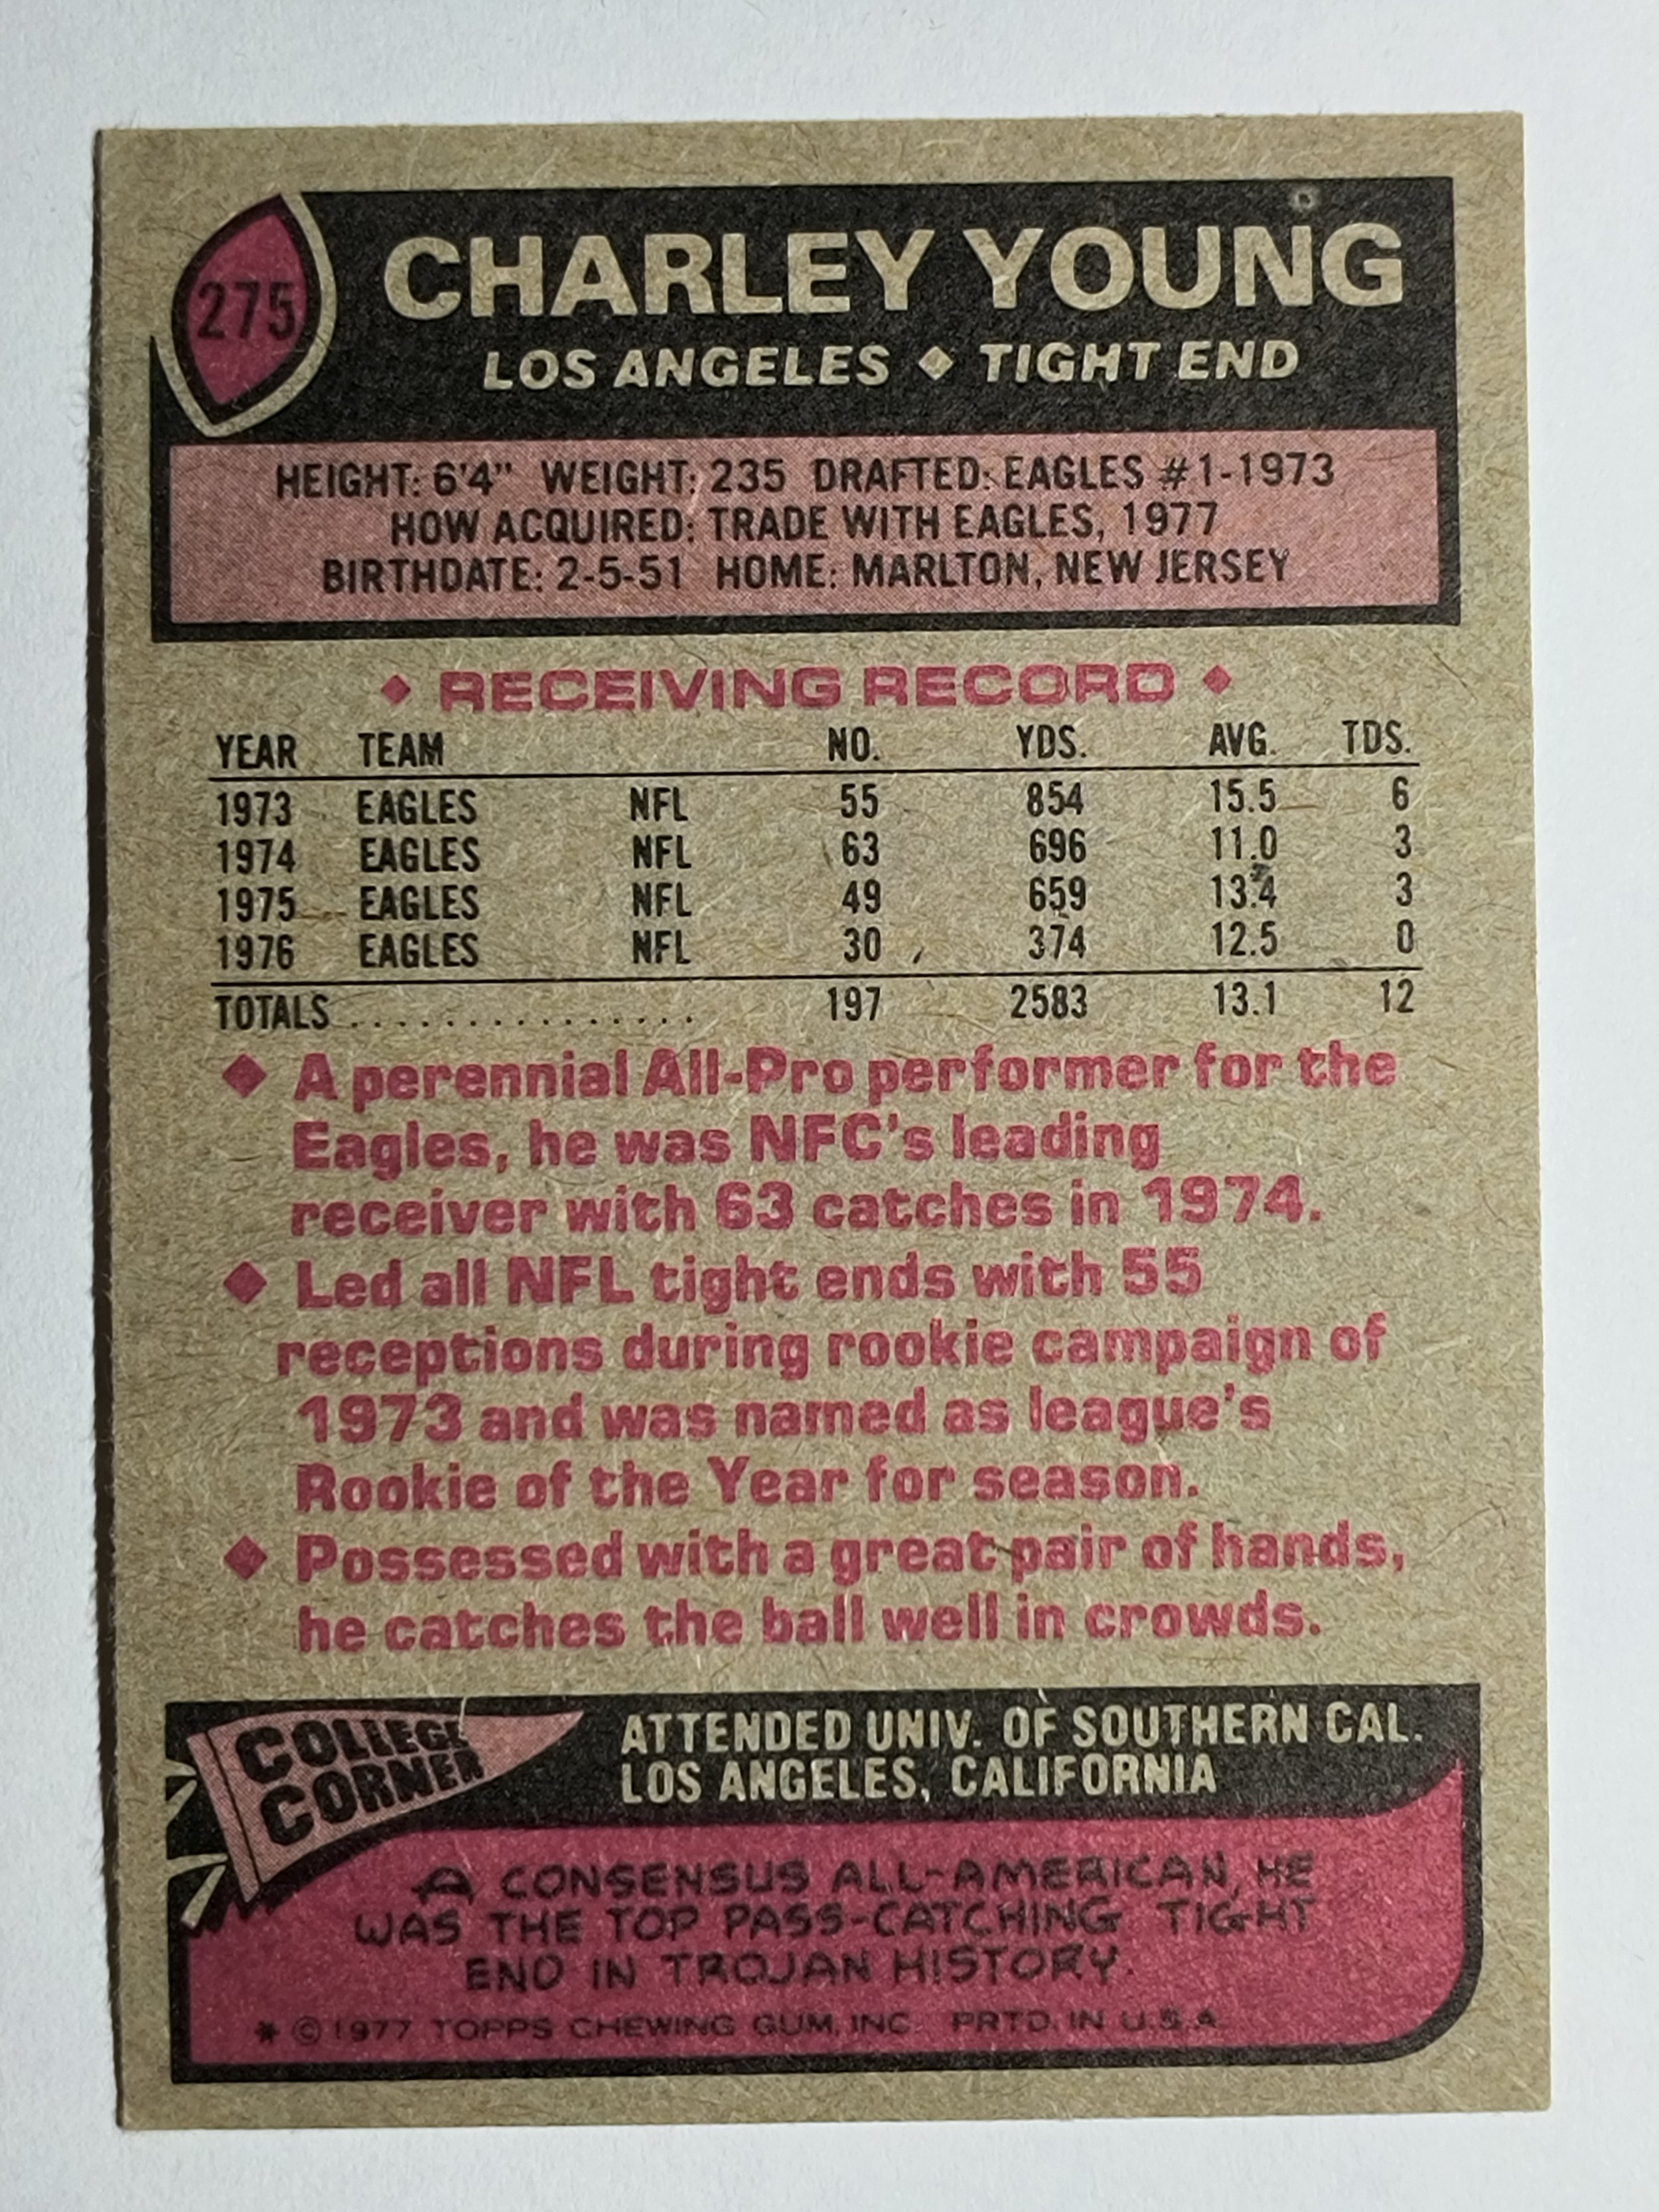 275
CHARLEY YOUNG
LOS ANGELES ◆ TIGHT END
HEIGHT: 6'4" WEIGHT: 235 DRAFTED: EAGLES #1-1973
HOW ACQUIRED: TRADE WITH EAGLES, 1977
BIRTHDATE: 2-5-51 HOME: MARLTON, NEW JERSEY
◆ RECEIVING RECORD ◆
YEAR TEAM NO. YDS. AVG. TDS.
1973 EAGLES NFL 55 854 15.5 6
1974 EAGLES NFL 63 696 11.0 3
1975 EAGLES NFL 49 659 13.4 3
1976 EAGLES NFL 30 374 12.5 0
TOTALS ................ 197 2583 13.1 12
◆ A perennial All-Pro performer for the
Eagles, he was NFC's leading
receiver with 63 catches in 1974.
◆ Led all NFL tight ends with 55
receptions during rookie campaign of
1973 and was named as league's
Rookie of the Year for season.
◆ Possessed with a great pair of hands,
he catches the ball well in crowds.
COLLEGE
CORNER
ATTENDED UNIV. OF SOUTHERN CAL.
LOS ANGELES, CALIFORNIA
A CONSENSUS ALL-AMERICAN, HE
WAS THE TOP PASS-CATCHING TIGHT
END IN TROJAN HISTORY.
* © 1977 TOPPS CHEWING GUM, INC. PRTD. IN U.S.A.